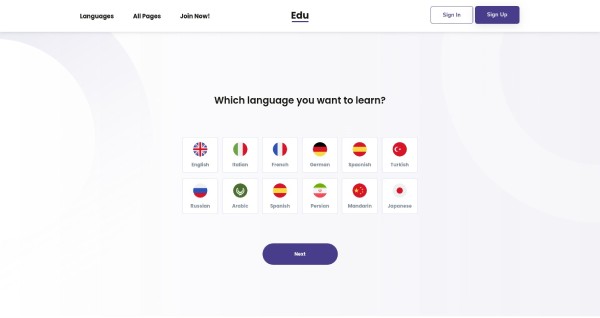 Languages All Pages Join Now! Edu Sign In Sign Up
Which language you want to learn?
English Italian French German Spannish Turkish
Russian Arabic Spanish Persian Mandarin Japanese
Next